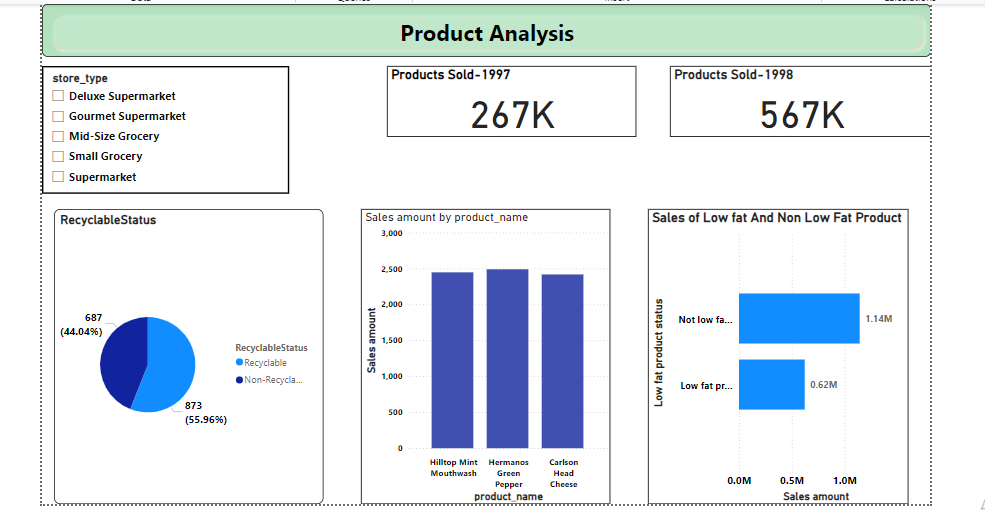 Product Analysis
store_type
Deluxe Supermarket
Gourmet Supermarket
Mid-Size Grocery
Small Grocery
Supermarket
Products Sold-1997
267K
Products Sold-1998
567K
RecyclableStatus
687
(44.04%)
873
(55.96%)
RecyclableStatus
Recyclable
Non-Recycla...
Sales amount by product_name
Sales amount
3,000
2,500
2,000
1,500
1,000
500
0
Hilltop Mint
Mouthwash
Hermanos
Green
Pepper
Carlson
Head
Cheese
product_name
Sales of Low fat And Non Low Fat Product
Low fat product status
Not low fa...
1.14M
Low fat pr...
0.62M
0.0M 0.5M 1.0M
Sales amount